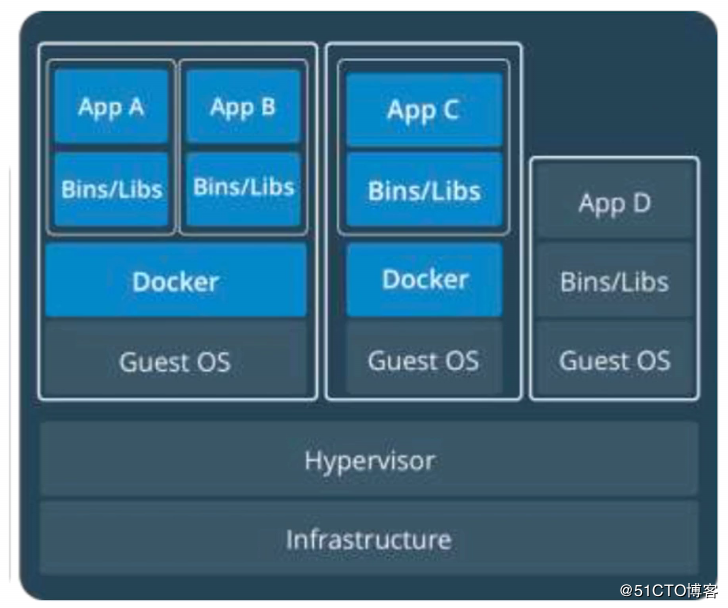 App A
App B
Bins/Libs
Bins/Libs
Docker
Guest OS
App C
Bins/Libs
Docker
Guest OS
App D
Bins/Libs
Guest OS
Hypervisor
Infrastructure
@51CTO博客